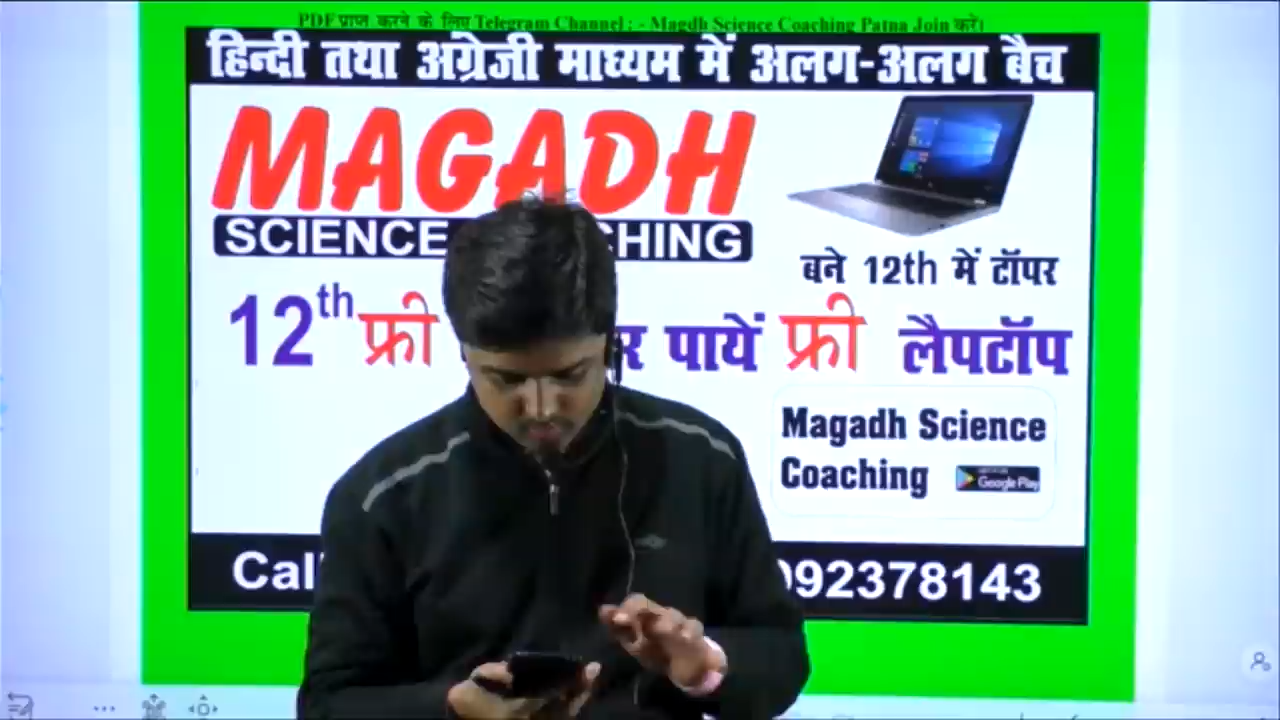 PDF प्राप्त करने के लिए Telegram Channel : - Magdh Science Coaching Patna Join करें।
हिन्दी तथा अंग्रेजी माध्यम में अलग-अलग बैच
MAGADH
SCIENCE CHING
बने 12th में टॉपर
12th फ्री र पायें फ्री लैपटॉप
Magadh Science
Coaching
Google Play
Cal 092378143